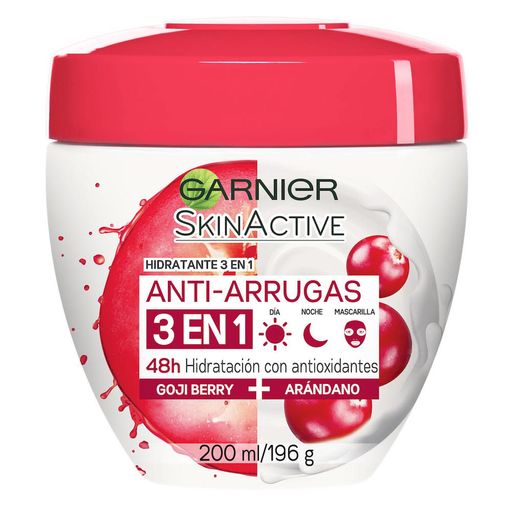 GARNIER
SKINACTIVE
HIDRATANTE 3 EN 1
ANTI-ARRUGAS
3 EN 1
DÍA NOCHE MASCARILLA
48h Hidratación con antioxidantes
GOJI BERRY + ARÁNDANO
200 ml/196 g